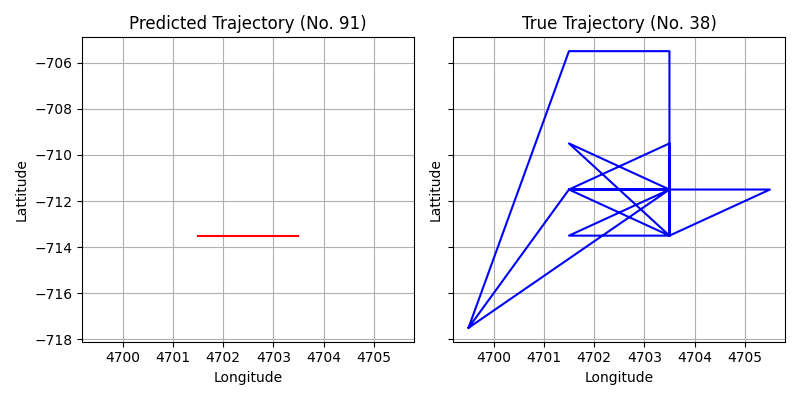 Predicted Trajectory (No. 91)
True Trajectory (No. 38)
Lattitude
−706
−708
−710
−712
−714
−716
−718
4700 4701 4702 4703 4704 4705
Longitude
Lattitude
4700 4701 4702 4703 4704 4705
Longitude